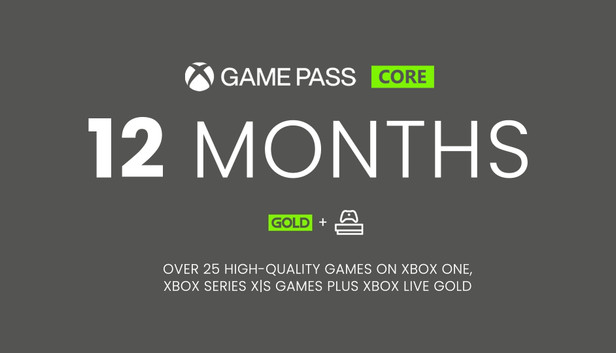 GAME PASS CORE
12 MONTHS
GOLD +
OVER 25 HIGH-QUALITY GAMES ON XBOX ONE,
XBOX SERIES X|S GAMES PLUS XBOX LIVE GOLD